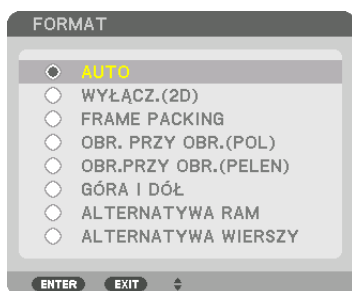 FORMAT
AUTO
WYŁĄCZ.(2D)
FRAME PACKING
OBR. PRZY OBR.(POL)
OBR.PRZY OBR.(PELEN)
GÓRA I DÓŁ
ALTERNATYWA RAM
ALTERNATYWA WIERSZY
ENTER EXIT